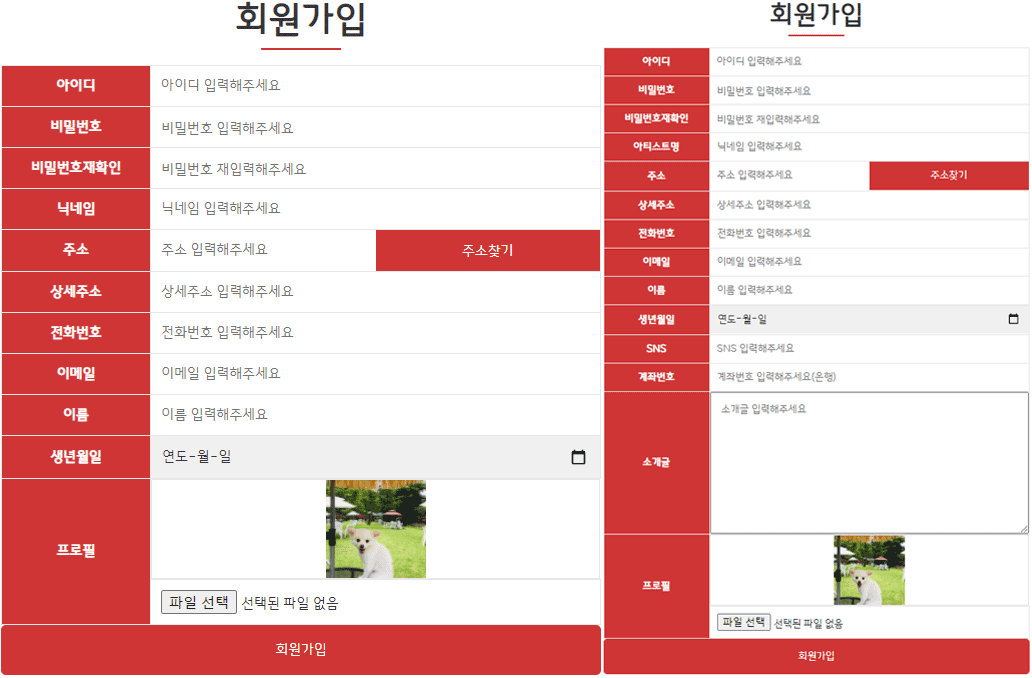 회원가입
아이디 아이디 입력해주세요
비밀번호 비밀번호 입력해주세요
비밀번호재확인 비밀번호 재입력해주세요
닉네임 닉네임 입력해주세요
주소 주소 입력해주세요 주소찾기
상세주소 상세주소 입력해주세요
전화번호 전화번호 입력해주세요
이메일 이메일 입력해주세요
이름 이름 입력해주세요
생년월일 연도-월-일
프로필
파일 선택 선택된 파일 없음
회원가입
회원가입
아이디 아이디 입력해주세요
비밀번호 비밀번호 입력해주세요
비밀번호재확인 비밀번호 재입력해주세요
아티스트명 닉네임 입력해주세요
주소 주소 입력해주세요 주소찾기
상세주소 상세주소 입력해주세요
전화번호 전화번호 입력해주세요
이메일 이메일 입력해주세요
이름 이름 입력해주세요
생년월일 연도-월-일
SNS SNS 입력해주세요
계좌번호 계좌번호 입력해주세요(은행)
소개글 소개글 입력해주세요
프로필
파일 선택 선택된 파일 없음
회원가입